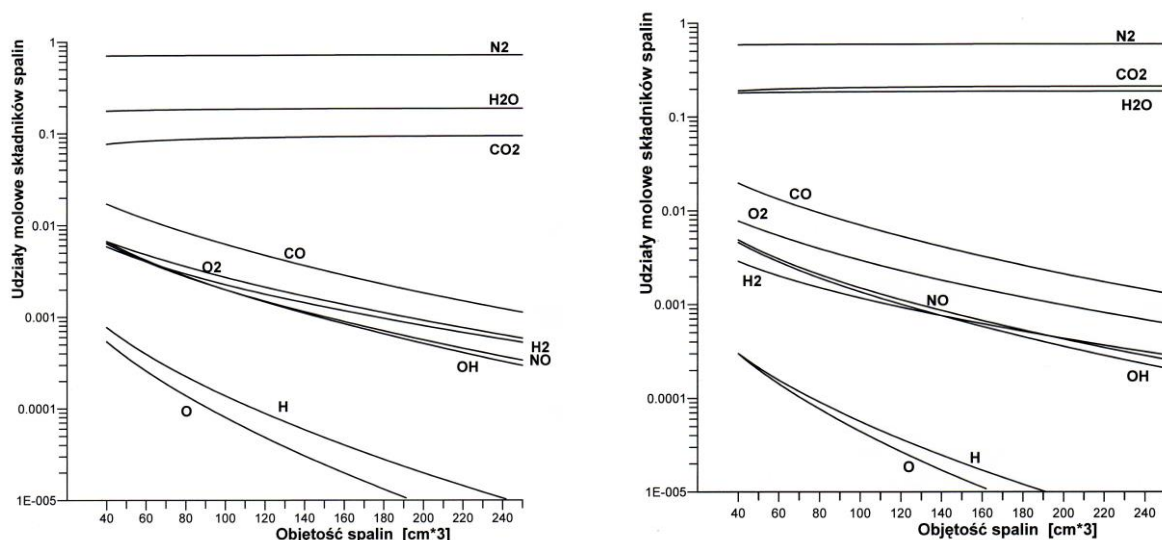 Udziały molowe składników spalin
1
0.1
0.01
0.001
0.0001
1E-005
N2
H2O
CO2
CO
O2
H2
NO
OH
H
O
40 60 80 100 120 140 160 180 200 220 240
Objętość spalin [cm*3]
Udziały molowe składników spalin
1
0.1
0.01
0.001
0.0001
1E-005
N2
CO2
H2O
CO
O2
H2
NO
OH
H
O
40 60 80 100 120 140 160 180 200 220 240
Objętość spalin [cm*3]